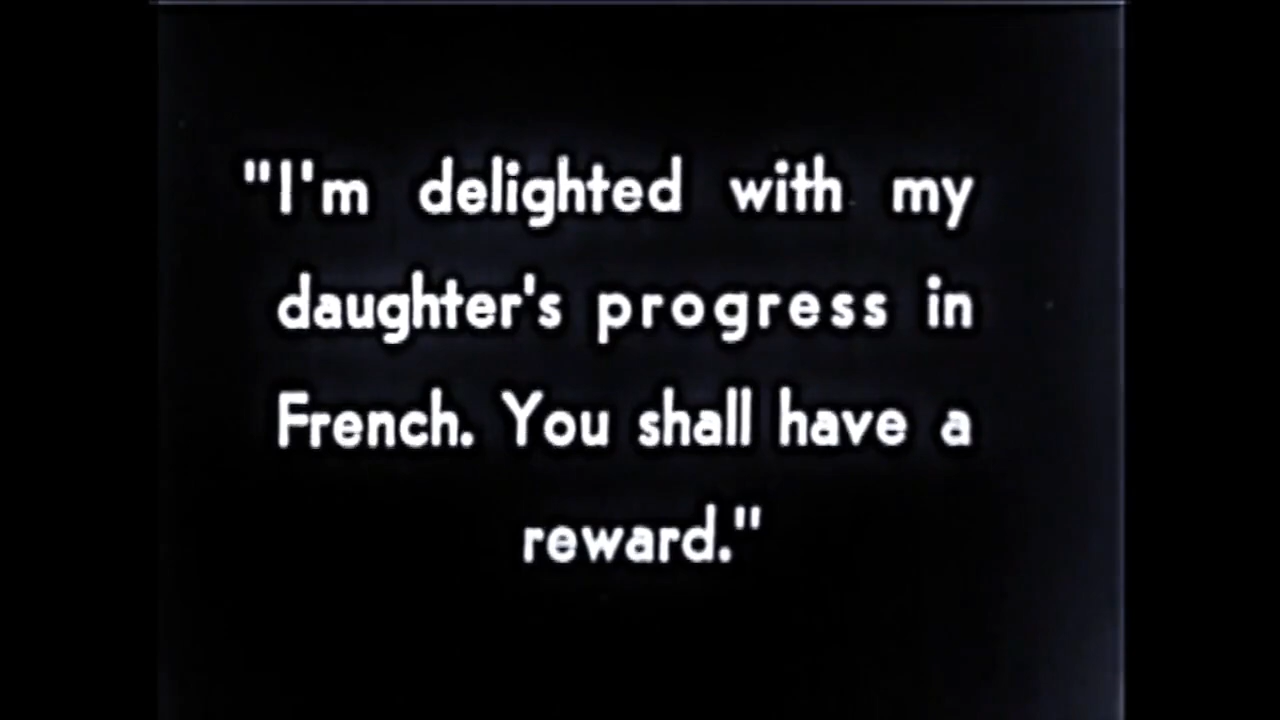 "I'm delighted with my
daughter's progress in
French. You shall have a
reward."